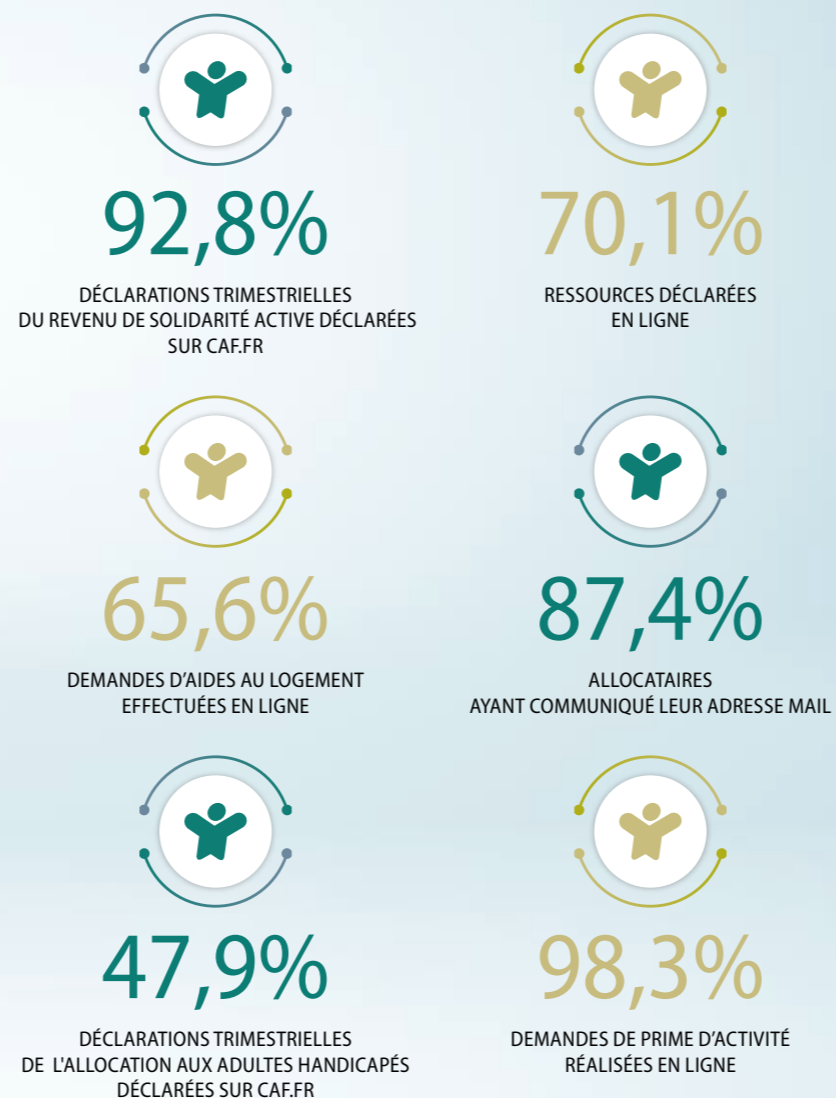 92,8%
DÉCLARATIONS TRIMESTRIELLES
DU REVENU DE SOLIDARITÉ ACTIVE DÉCLARÉES
SUR CAF.FR
70,1%
RESSOURCES DÉCLARÉES
EN LIGNE
65,6%
DEMANDES D'AIDES AU LOGEMENT
EFFECTUÉES EN LIGNE
87,4%
ALLOCATAIRES
AYANT COMMUNIQUÉ LEUR ADRESSE MAIL
47,9%
DÉCLARATIONS TRIMESTRIELLES
DE L'ALLOCATION AUX ADULTES HANDICAPÉS
DÉCLARÉES SUR CAF.FR
98,3%
DEMANDES DE PRIME D'ACTIVITÉ
RÉALISÉES EN LIGNE